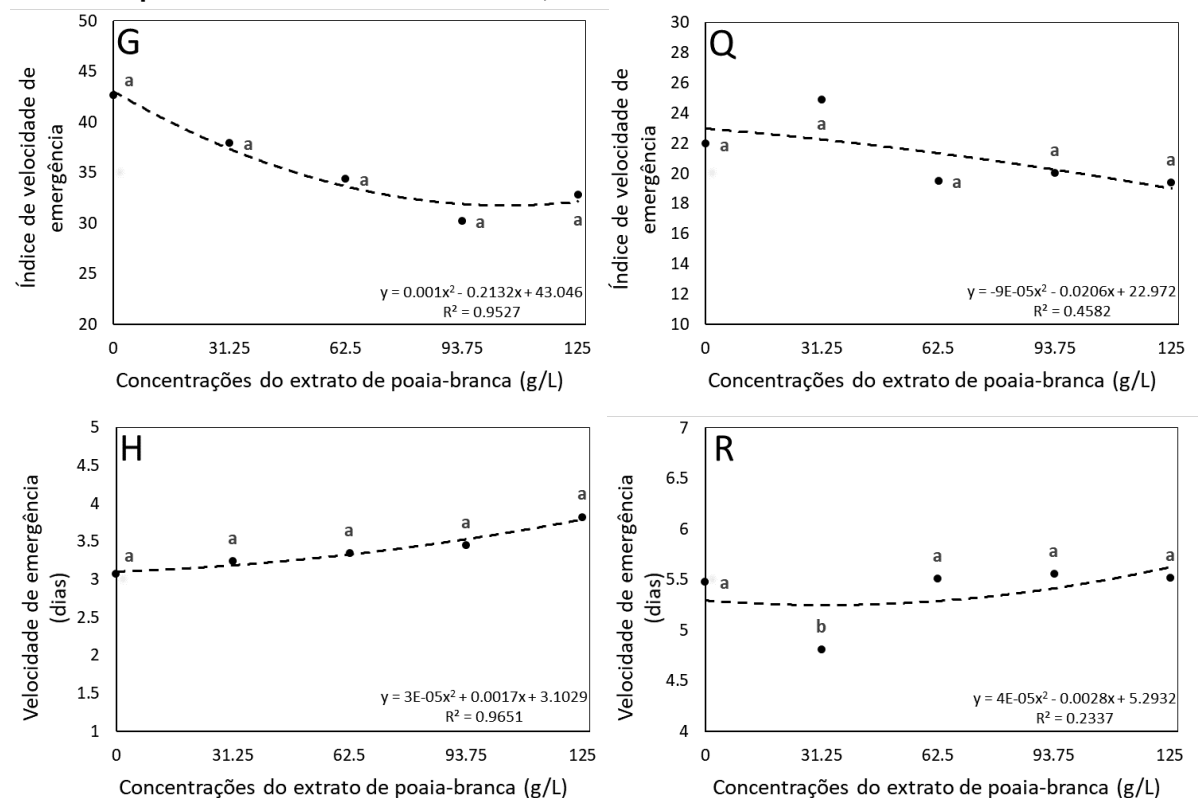 G
50
45
40
35
30
25
20
Índice de velocidade de
emergência
a
a
a
a
a
y = 0.001x² - 0.2132x + 43.046
R² = 0.9527
0 31.25 62.5 93.75 125
Concentrações do extrato de poaia-branca (g/L)
Q
30
28
26
24
22
20
18
16
14
12
10
Índice de velocidade de
emergência
a
a
a
a
a
y = -9E-05x² - 0.0206x + 22.972
R² = 0.4582
0 31.25 62.5 93.75 125
Concentrações do extrato de poaia-branca (g/L)
H
5
4.5
4
3.5
3
2.5
2
1.5
1
Velocidade de emergência
(dias)
a
a
a
a
a
y = 3E-05x² + 0.0017x + 3.1029
R² = 0.9651
0 31.25 62.5 93.75 125
Concentrações do extrato de poaia-branca (g/L)
R
7
6.5
6
5.5
5
4.5
4
Velocidade de emergência
(dias)
a
b
a
a
a
y = 4E-05x² - 0.0028x + 5.2932
R² = 0.2337
0 31.25 62.5 93.75 125
Concentrações do extrato de poaia-branca (g/L)